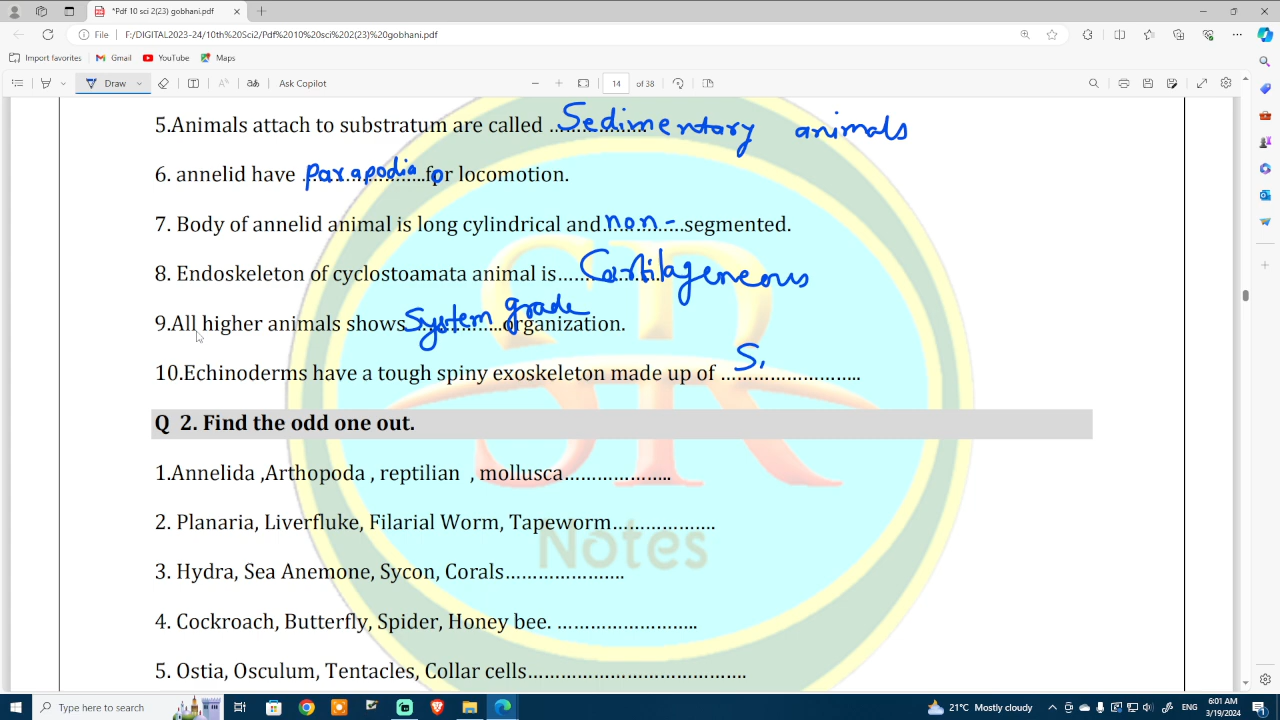 *Pdf 10 sci 2(23) gobhani.pdf
File F:/DIGITAL2023-24/10th%20Sci2/Pdf%2010%20sci%202(23)%20gobhani.pdf
Import favorites Gmail YouTube Maps
Draw Ask Copilot 14 of 38
5.Animals attach to substratum are called ………………… Sedimentary animals
6. annelid have parapodia for locomotion.
7. Body of annelid animal is long cylindrical and non- segmented.
8. Endoskeleton of cyclostoamata animal is…… Cartilageneous
9.All higher animals shows System grade organization.
10.Echinoderms have a tough spiny exoskeleton made up of ……………………..
Q 2. Find the odd one out.
1.Annelida ,Arthopoda , reptilian , mollusca………………..
2. Planaria, Liverfluke, Filarial Worm, Tapeworm……………….
3. Hydra, Sea Anemone, Sycon, Corals………………….
4. Cockroach, Butterfly, Spider, Honey bee. ……………………..
5. Ostia, Osculum, Tentacles, Collar cells………………………………….
SR
Notes
Type here to search
21°C Mostly cloudy ENG 6:01 AM
3/19/2024